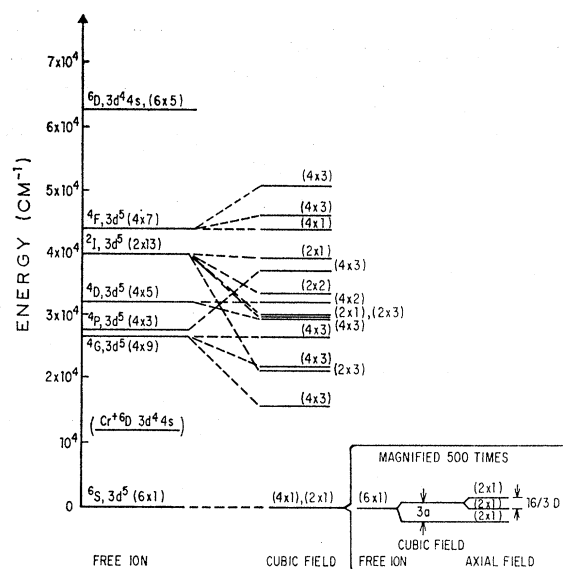 7x10⁴
⁶D, 3d⁴4s, (6x5)
6x10⁴
5x10⁴
(4x3)
(4x3)
⁴F, 3d⁵ (4x7)
(4x1)
²I, 3d⁵ (2x13)
4x10⁴
(2x1)
(4x3)
(2x2)
⁴D, 3d⁵ (4x5)
(4x2)
3x10⁴
(2x1), (2x3)
⁴P, 3d⁵ (4x3)
(4x3)
(4x3)
⁴G, 3d⁵ (4x9)
(4x3)
2x10⁴
(2x3)
(4x3)
(Cr⁺⁶D 3d⁴4s)
10⁴
ENERGY (CM⁻¹)
MAGNIFIED 500 TIMES
⁶S, 3d⁵ (6x1)
(4x1), (2x1)
(6x1)
(2x1)
0
3a
(2x1)
16/3 D
(2x1)
CUBIC FIELD
FREE ION
CUBIC FIELD
FREE ION
AXIAL FIELD